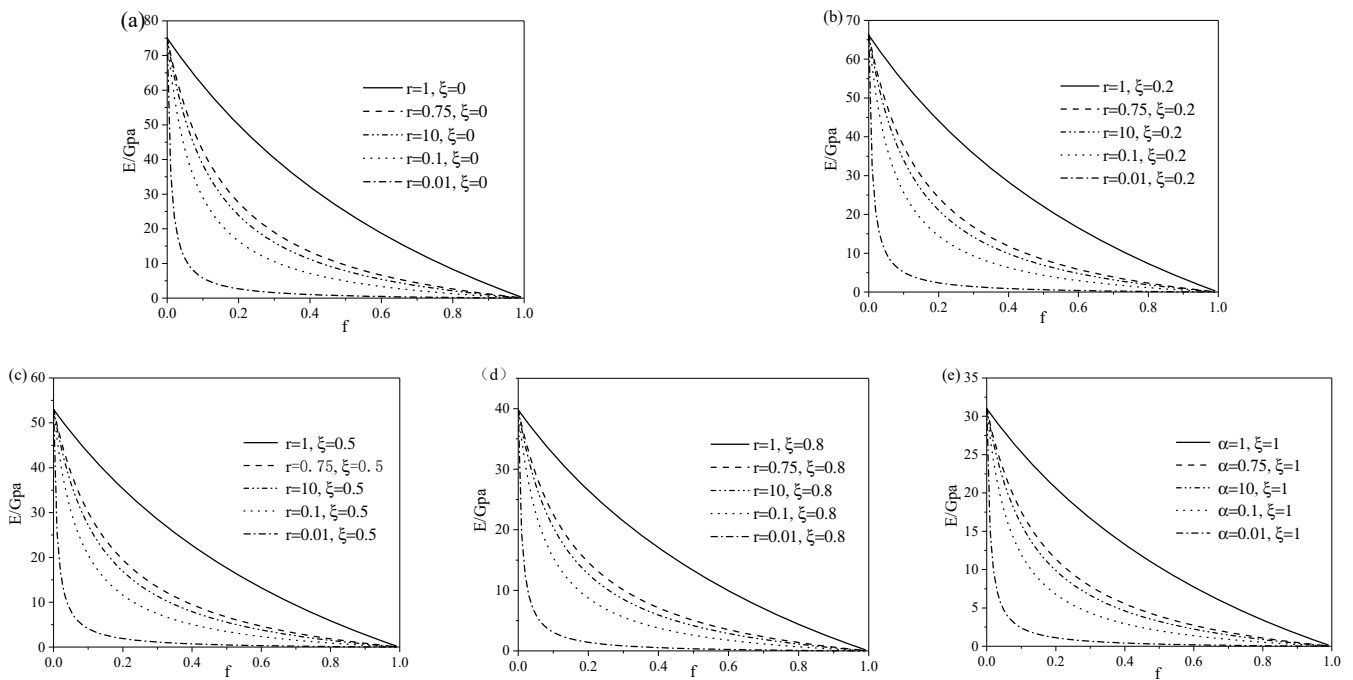 (a)
80
70
60
50
40
30
20
10
0
E/Gpa
r=1, ξ=0
r=0.75, ξ=0
r=10, ξ=0
r=0.1, ξ=0
r=0.01, ξ=0
0.0 0.2 0.4 0.6 0.8 1.0
f
(b)
70
60
50
40
30
20
10
0
E/Gpa
r=1, ξ=0.2
r=0.75, ξ=0.2
r=10, ξ=0.2
r=0.1, ξ=0.2
r=0.01, ξ=0.2
0.0 0.2 0.4 0.6 0.8 1.0
f
(c)
60
50
40
30
20
10
0
E/Gpa
r=1, ξ=0.5
r=0.75, ξ=0.5
r=10, ξ=0.5
r=0.1, ξ=0.5
r=0.01, ξ=0.5
0.0 0.2 0.4 0.6 0.8 1.0
f
(d)
40
30
20
10
0
E/Gpa
r=1, ξ=0.8
r=0.75, ξ=0.8
r=10, ξ=0.8
r=0.1, ξ=0.8
r=0.01, ξ=0.8
0.0 0.2 0.4 0.6 0.8 1.0
f
(e)
35
30
25
20
15
10
5
0
E/Gpa
α=1, ξ=1
α=0.75, ξ=1
α=10, ξ=1
α=0.1, ξ=1
α=0.01, ξ=1
0.0 0.2 0.4 0.6 0.8 1.0
f